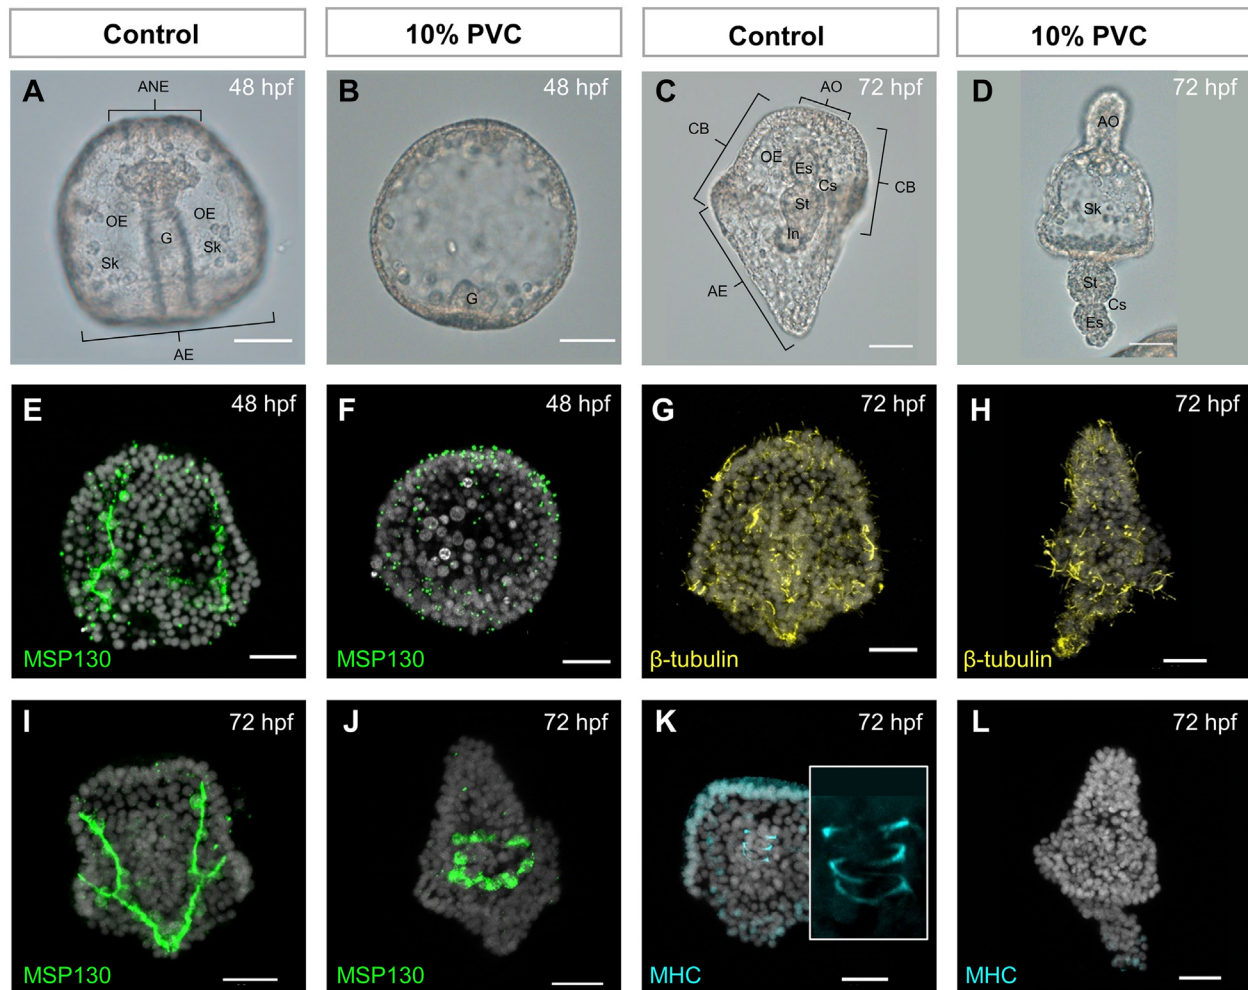 Control
10% PVC
Control
10% PVC
A
ANE
48 hpf
OE
OE
G
Sk
Sk
AE
B
48 hpf
G
C
72 hpf
AO
CB
OE
Es
Cs
CB
St
In
AE
D
72 hpf
AO
Sk
St
Cs
Es
E
48 hpf
MSP130
F
48 hpf
MSP130
G
72 hpf
β-tubulin
H
72 hpf
β-tubulin
I
72 hpf
MSP130
J
72 hpf
MSP130
K
72 hpf
MHC
L
72 hpf
MHC